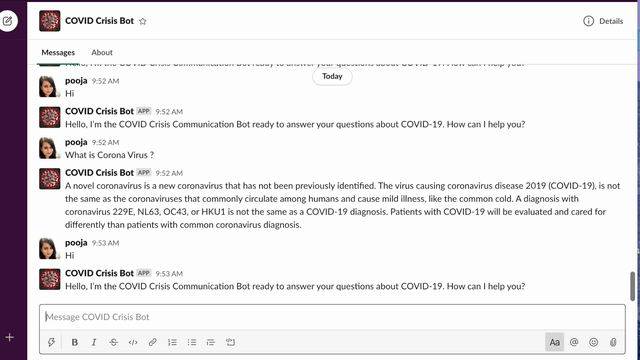 COVID Crisis Bot
Details
Messages About
Hello, I'm the COVID Crisis Communication Bot ready to answer your questions about COVID-19. How can I help you?
Today
pooja 9:52 AM
Hi
COVID Crisis Bot APP 9:52 AM
Hello, I'm the COVID Crisis Communication Bot ready to answer your questions about COVID-19. How can I help you?
pooja 9:52 AM
What is Corona Virus ?
COVID Crisis Bot APP 9:52 AM
A novel coronavirus is a new coronavirus that has not been previously identified. The virus causing coronavirus disease 2019 (COVID-19), is not
the same as the coronaviruses that commonly circulate among humans and cause mild illness, like the common cold. A diagnosis with
coronavirus 229E, NL63, OC43, or HKU1 is not the same as a COVID-19 diagnosis. Patients with COVID-19 will be evaluated and cared for
differently than patients with common coronavirus diagnosis.
pooja 9:53 AM
Hi
COVID Crisis Bot APP 9:53 AM
Hello, I'm the COVID Crisis Communication Bot ready to answer your questions about COVID-19. How can I help you?
Message COVID Crisis Bot
B I S </> Aa @